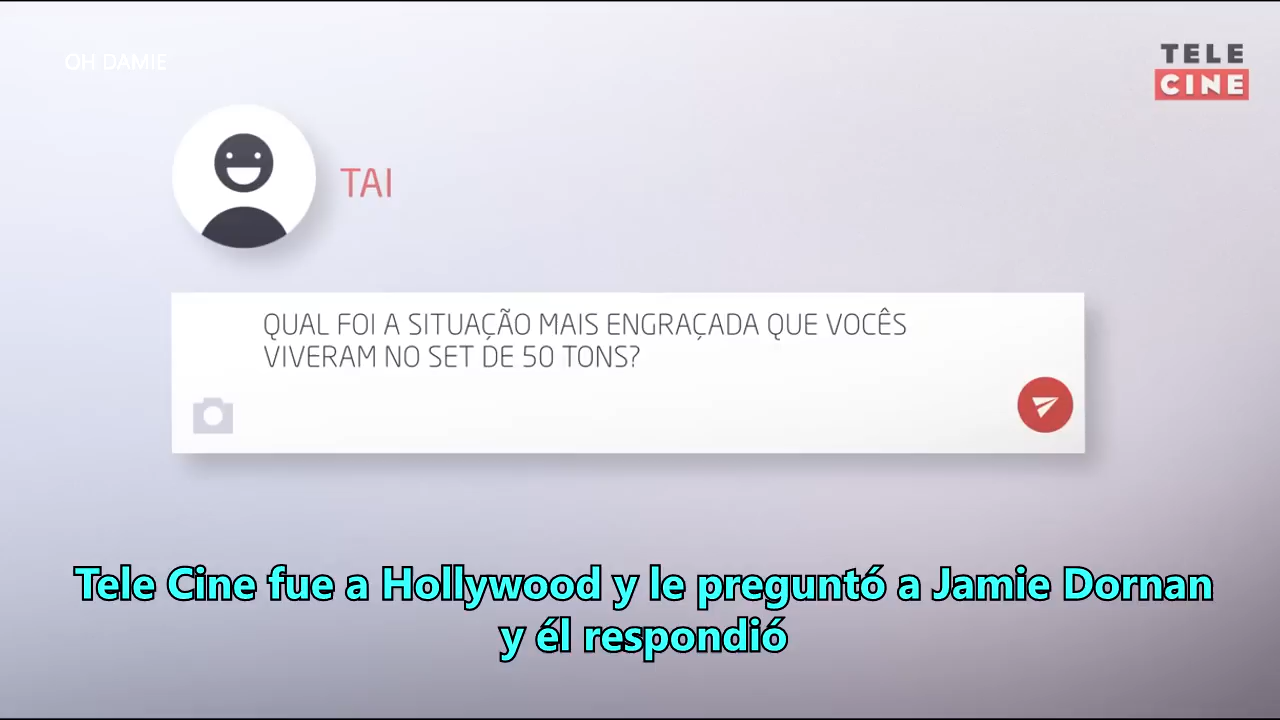 OH DAMIE
TELE
CINE
TAI
QUAL FOI A SITUAÇÃO MAIS ENGRAÇADA QUE VOCÊS
VIVERAM NO SET DE 50 TONS?
Tele Cine fue a Hollywood y le preguntó a Jamie Dornan
y él respondió